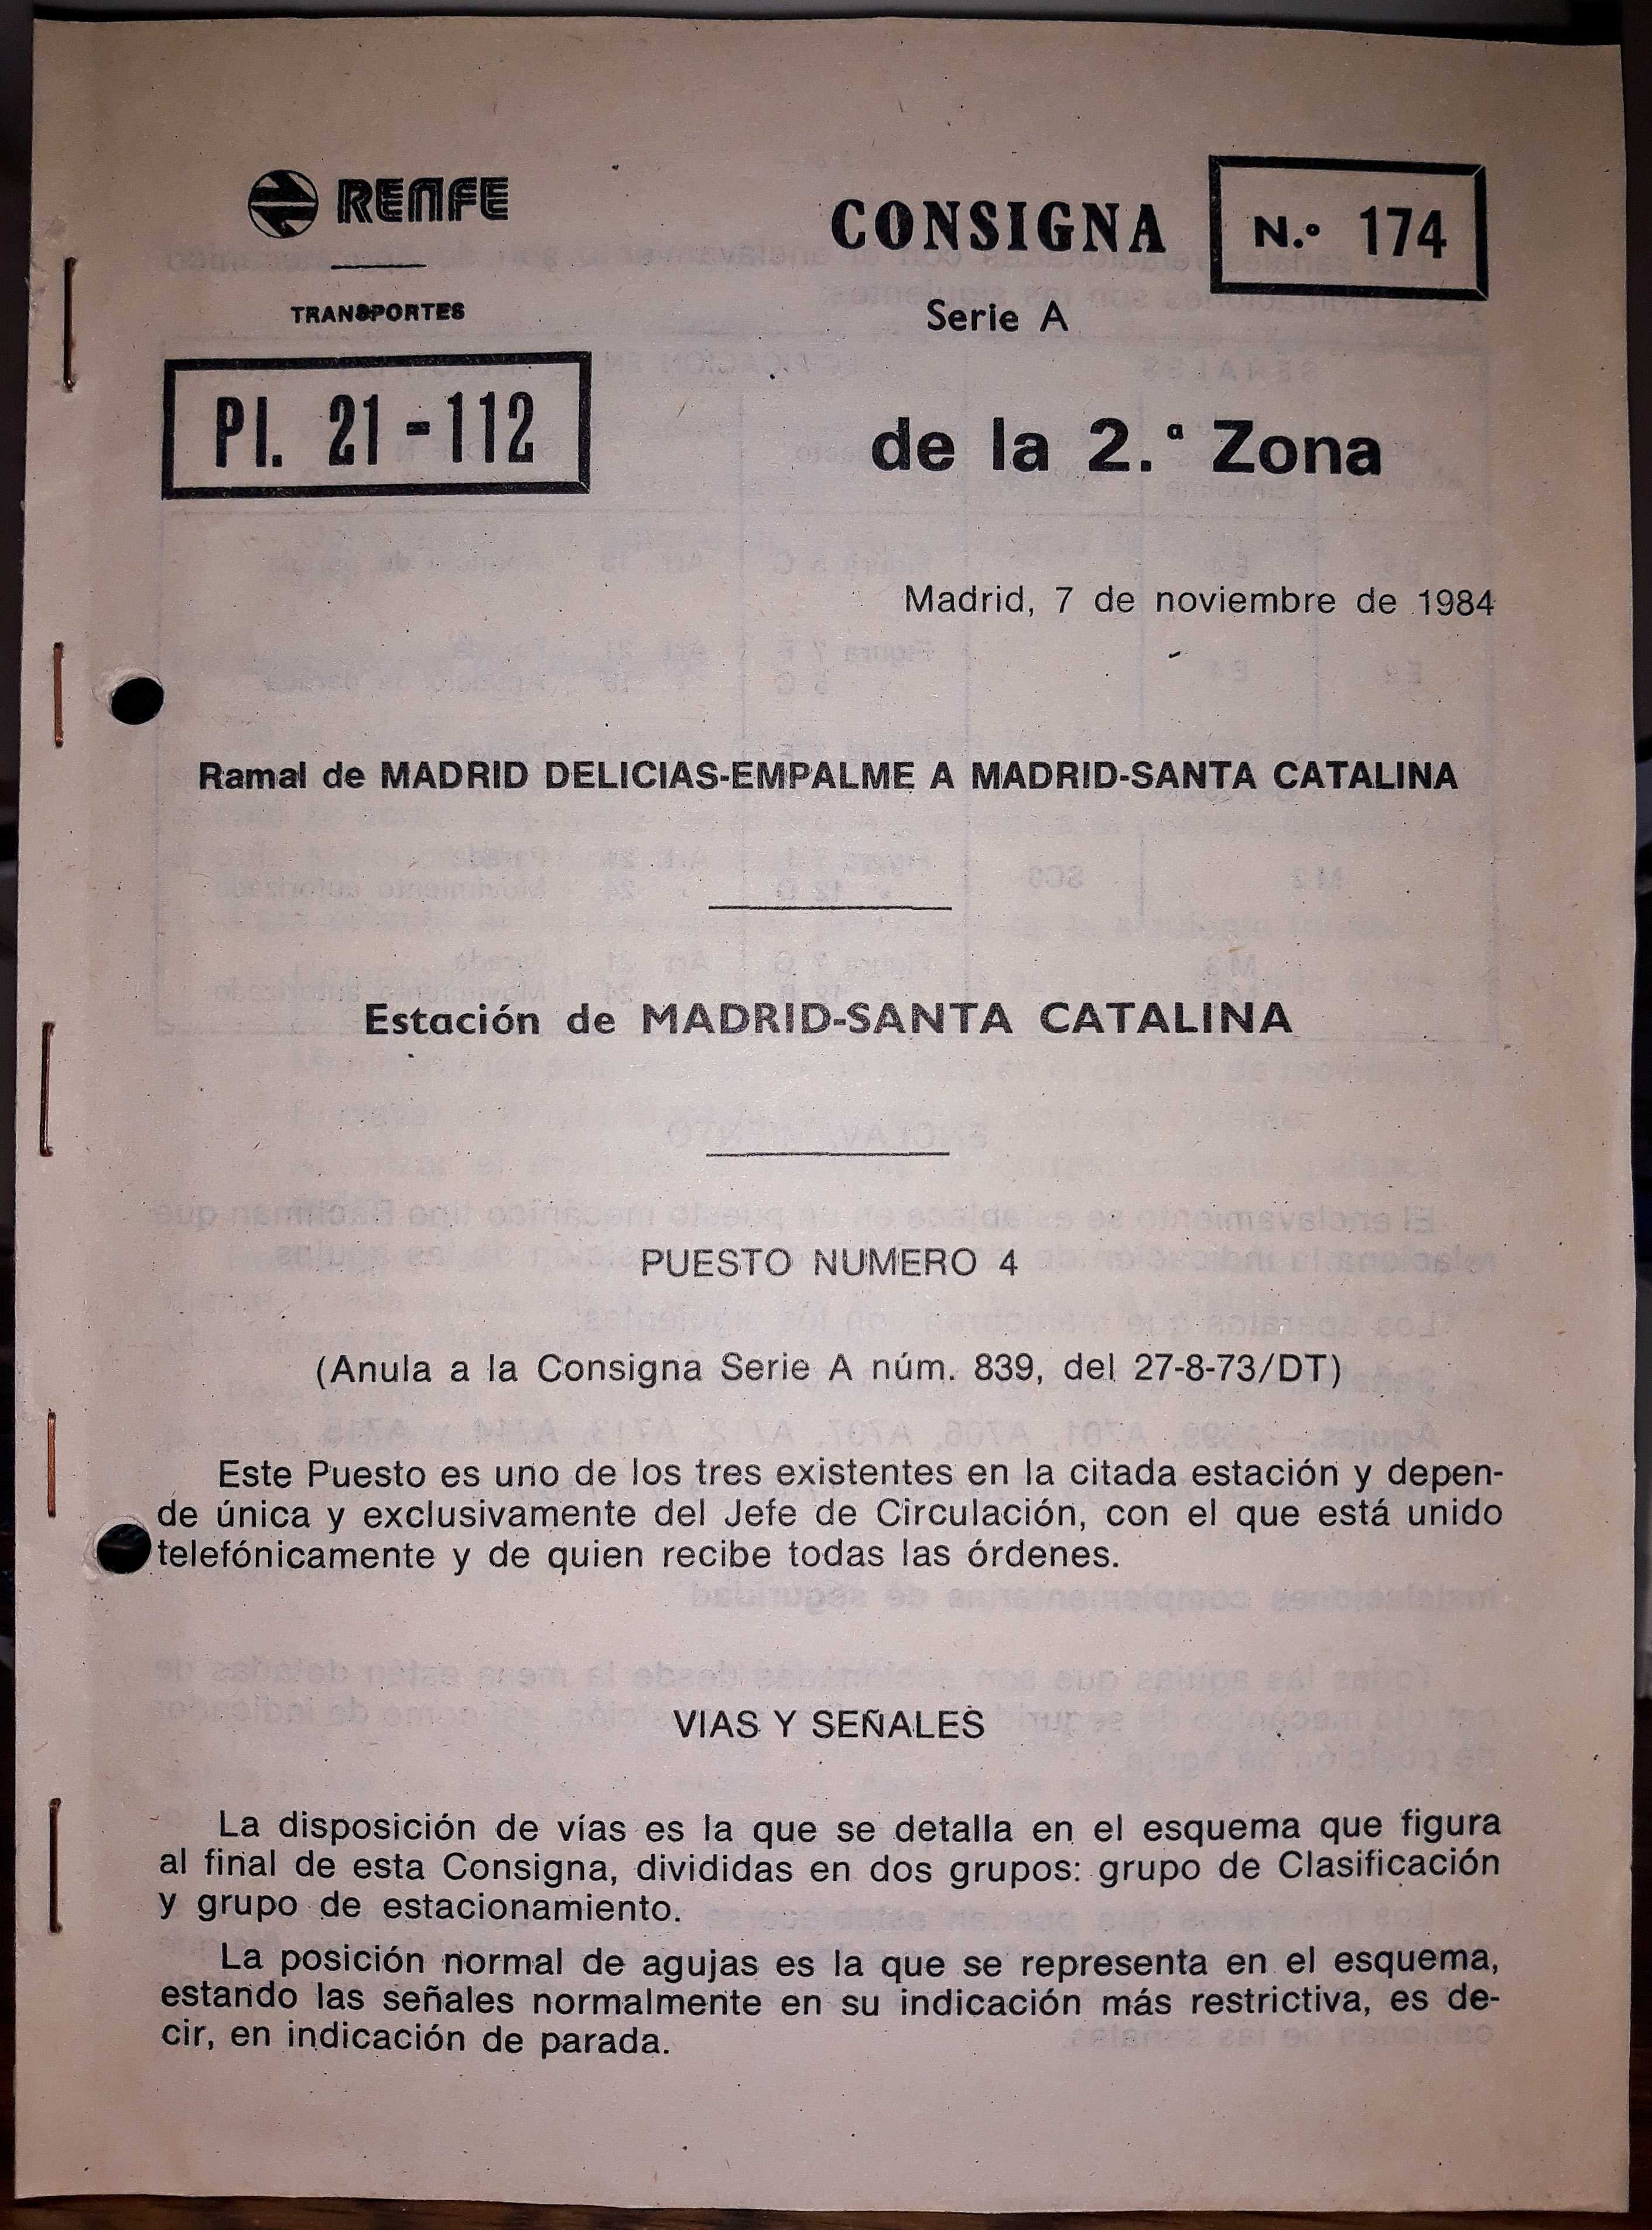 RENFE
TRANSPORTES
CONSIGNA
N.º 174
Serie A
PI. 21-112
de la 2.ª Zona
Madrid, 7 de noviembre de 1984
Ramal de MADRID DELICIAS-EMPALME A MADRID-SANTA CATALINA
Estación de MADRID-SANTA CATALINA
PUESTO NUMERO 4
(Anula a la Consigna Serie A núm. 839, del 27-8-73/DT)
Este Puesto es uno de los tres existentes en la citada estación y depen-
de única y exclusivamente del Jefe de Circulación, con el que está unido
telefónicamente y de quien recibe todas las órdenes.
VIAS Y SEÑALES
La disposición de vías es la que se detalla en el esquema que figura
al final de esta Consigna, divididas en dos grupos: grupo de Clasificación
y grupo de estacionamiento.
La posición normal de agujas es la que se representa en el esquema,
estando las señales normalmente en su indicación más restrictiva, es de-
cir, en indicación de parada.